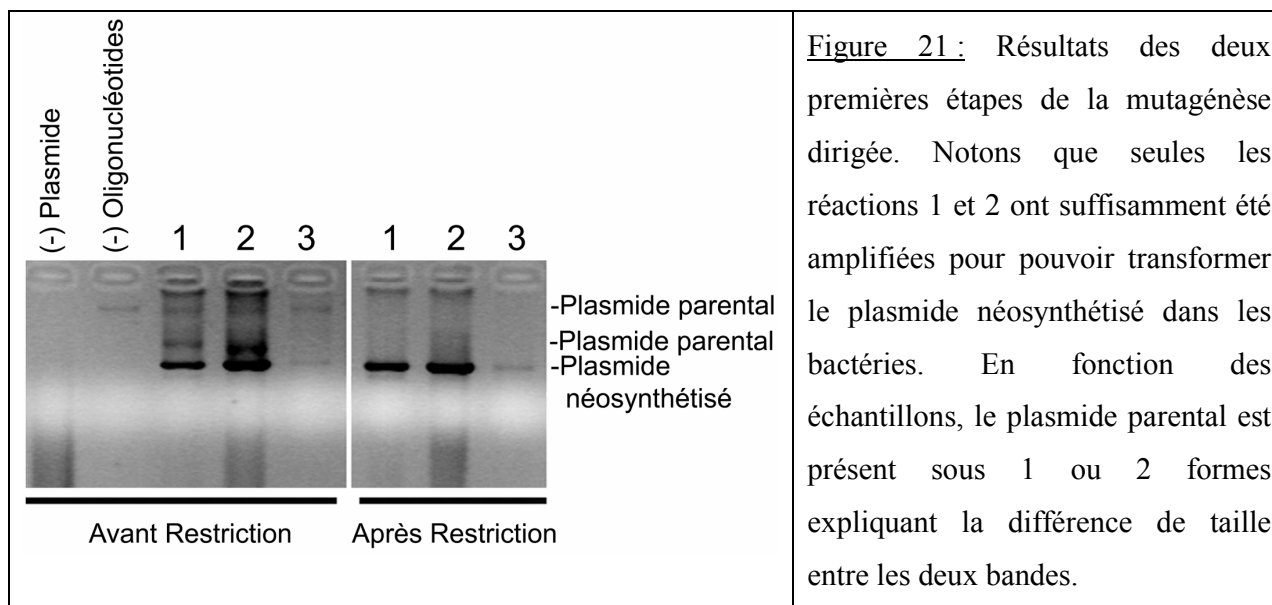 (-) Plasmide
(-) Oligonucléotides
1 2 3 1 2 3
-Plasmide parental
-Plasmide parental
-Plasmide
néosynthétisé
Avant Restriction Après Restriction
Figure 21 : Résultats des deux
premières étapes de la mutagénèse
dirigée. Notons que seules les
réactions 1 et 2 ont suffisamment été
amplifiées pour pouvoir transformer
le plasmide néosynthétisé dans les
bactéries. En fonction des
échantillons, le plasmide parental est
présent sous 1 ou 2 formes
expliquant la différence de taille
entre les deux bandes.